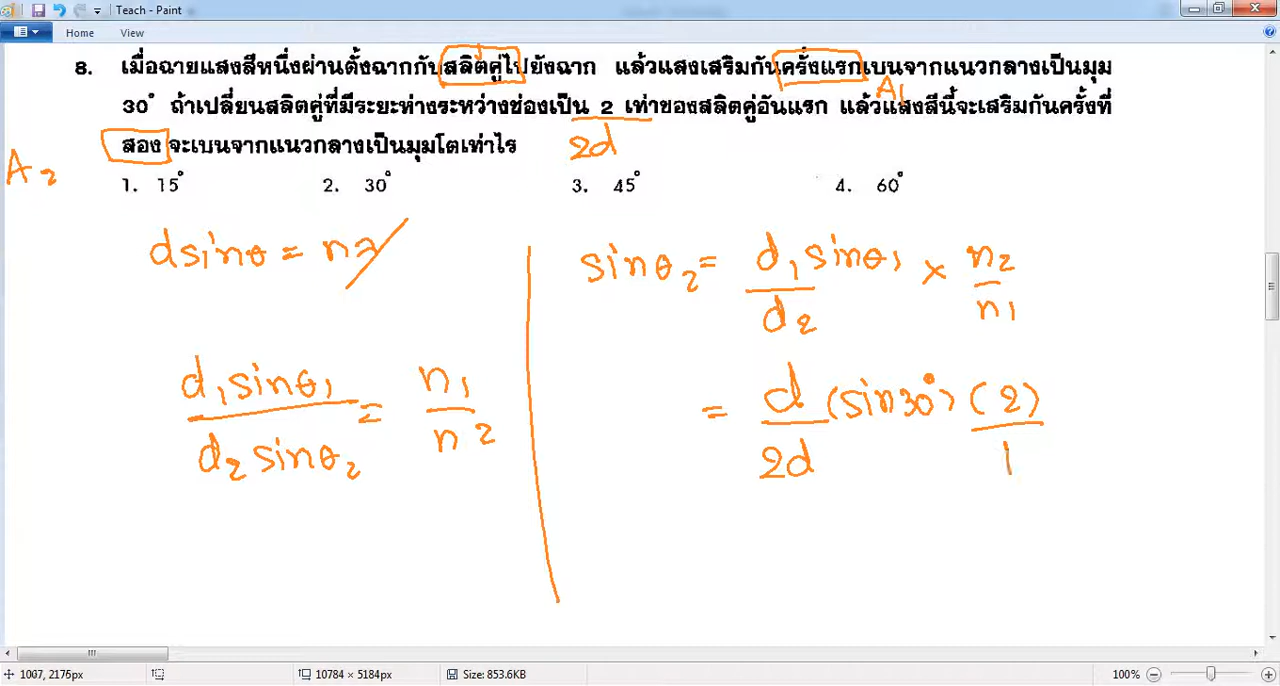 Teach - Paint
Home View
8. เมื่อฉายแสงสีหนึ่งผ่านตั้งฉากกับสลิตคู่ไปยังฉาก แล้วแสงเสริมกันครั้งแรกเบนจากแนวกลางเป็นมุม
A1
30° ถ้าเปลี่ยนสลิตคู่ที่มีระยะห่างระหว่างช่องเป็น 2 เท่าของสลิตคู่อันแรก แล้วแสงสีนี้จะเสริมกันครั้งที่
สองจะเบนจากแนวกลางเป็นมุมโตเท่าไร
2d
A2
1. 15° 2. 30° 3. 45° 4. 60°
dsinθ = nλ
d1sinθ1 / d2sinθ2 = n1 / n2
sinθ2 = d1sinθ1 / d2 × n2 / n1
= d / 2d (sin30°) (2) / 1
1007, 2176px 10784 × 5184px Size: 853.6KB 100%